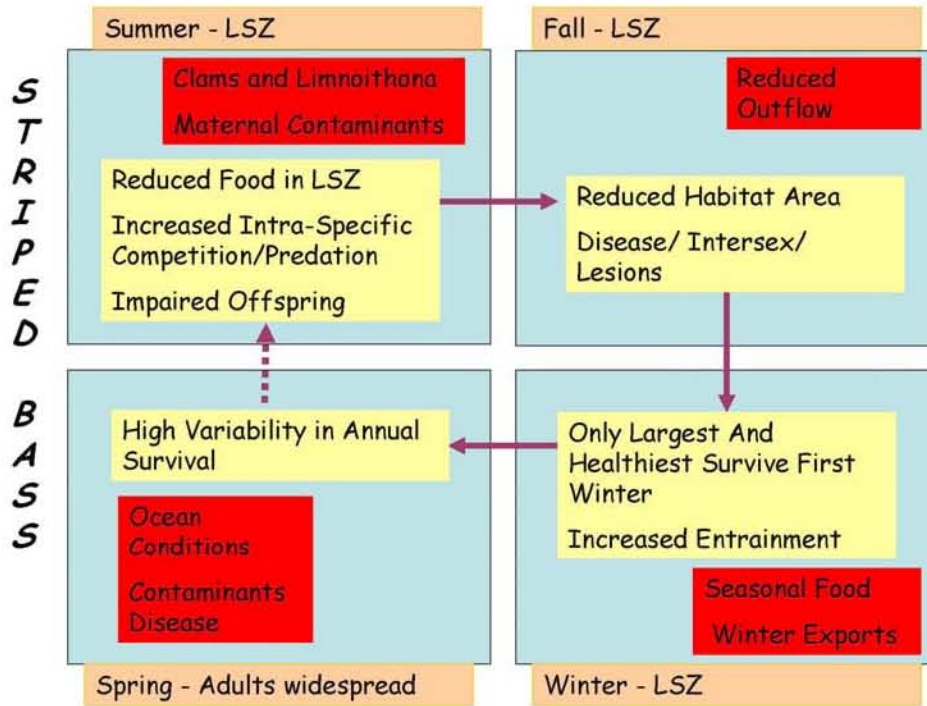 STRIPED
BASS
Summer - LSZ
Clams and Limnoithona
Maternal Contaminants
Reduced Food in LSZ
Increased Intra-Specific
Competition/Predation
Impaired Offspring
Fall - LSZ
Reduced
Outflow
Reduced Habitat Area
Disease/ Intersex/
Lesions
High Variability in Annual
Survival
Ocean
Conditions
Contaminants
Disease
Spring - Adults widespread
Only Largest And
Healthiest Survive First
Winter
Increased Entrainment
Seasonal Food
Winter Exports
Winter - LSZ